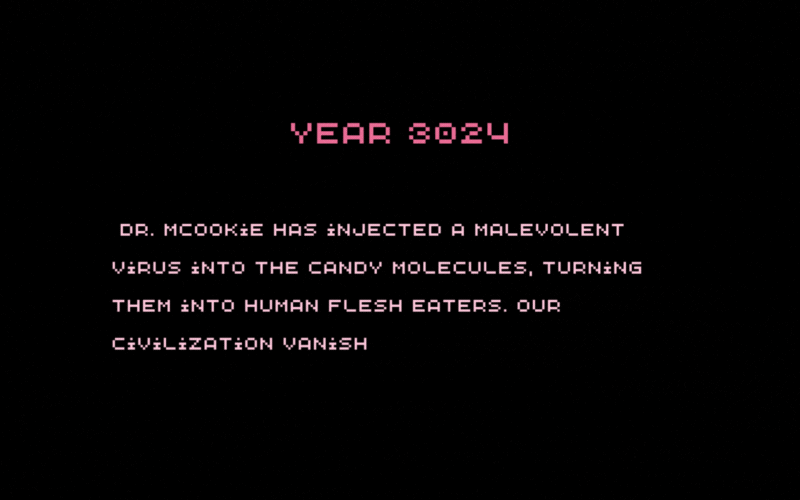 YEAR 3024
DR. MCOOKiE HAS iNJECTED A MALEVOLENT
ViRUS iNTO THE CANDY MOLECULES, TURNiNG
THEM iNTO HUMAN FLESH EATERS. OUR
CiViLiZATiON VANiSH